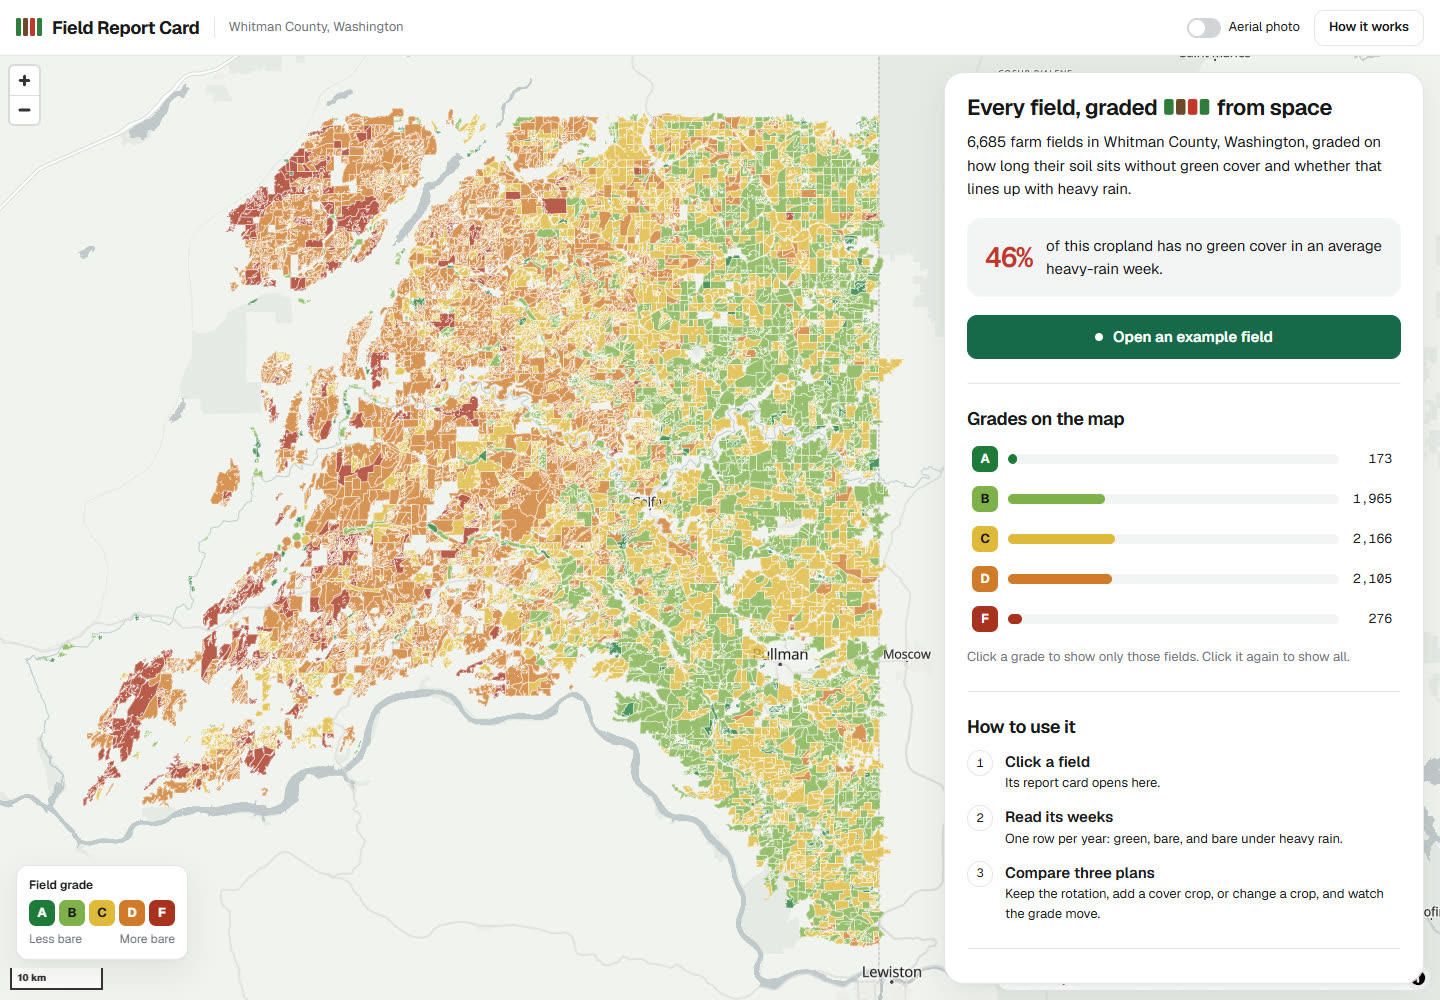 Field Report Card
Whitman County, Washington
Aerial photo
How it works
+
−
Every field, graded from space
6,685 farm fields in Whitman County, Washington, graded on
how long their soil sits without green cover and whether that
lines up with heavy rain.
46%
of this cropland has no green cover in an average
heavy-rain week.
Open an example field
Grades on the map
A 173
B 1,965
C 2,166
D 2,105
F 276
Click a grade to show only those fields. Click it again to show all.
How to use it
1 Click a field
Its report card opens here.
2 Read its weeks
One row per year: green, bare, and bare under heavy rain.
3 Compare three plans
Keep the rotation, add a cover crop, or change a crop, and watch
the grade move.
Moscow
Lewiston
Field grade
A B C D F
Less bare More bare
10 km